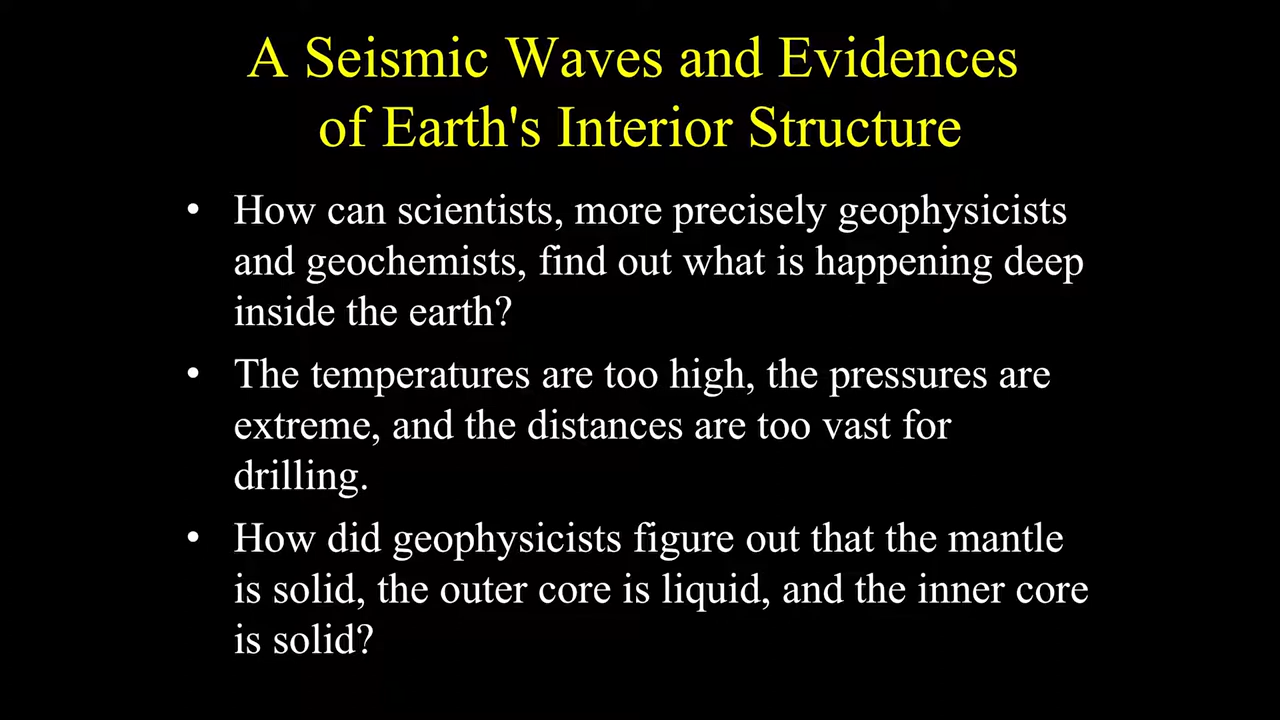 A Seismic Waves and Evidences
of Earth's Interior Structure
• How can scientists, more precisely geophysicists
and geochemists, find out what is happening deep
inside the earth?
• The temperatures are too high, the pressures are
extreme, and the distances are too vast for
drilling.
• How did geophysicists figure out that the mantle
is solid, the outer core is liquid, and the inner core
is solid?